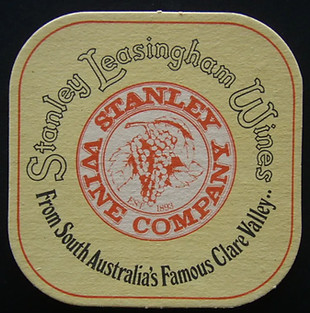 Stanley Leasingham Wines
STANLEY
WINE COMPANY
EST. 1893
From South Australia's Famous Clare Valley..